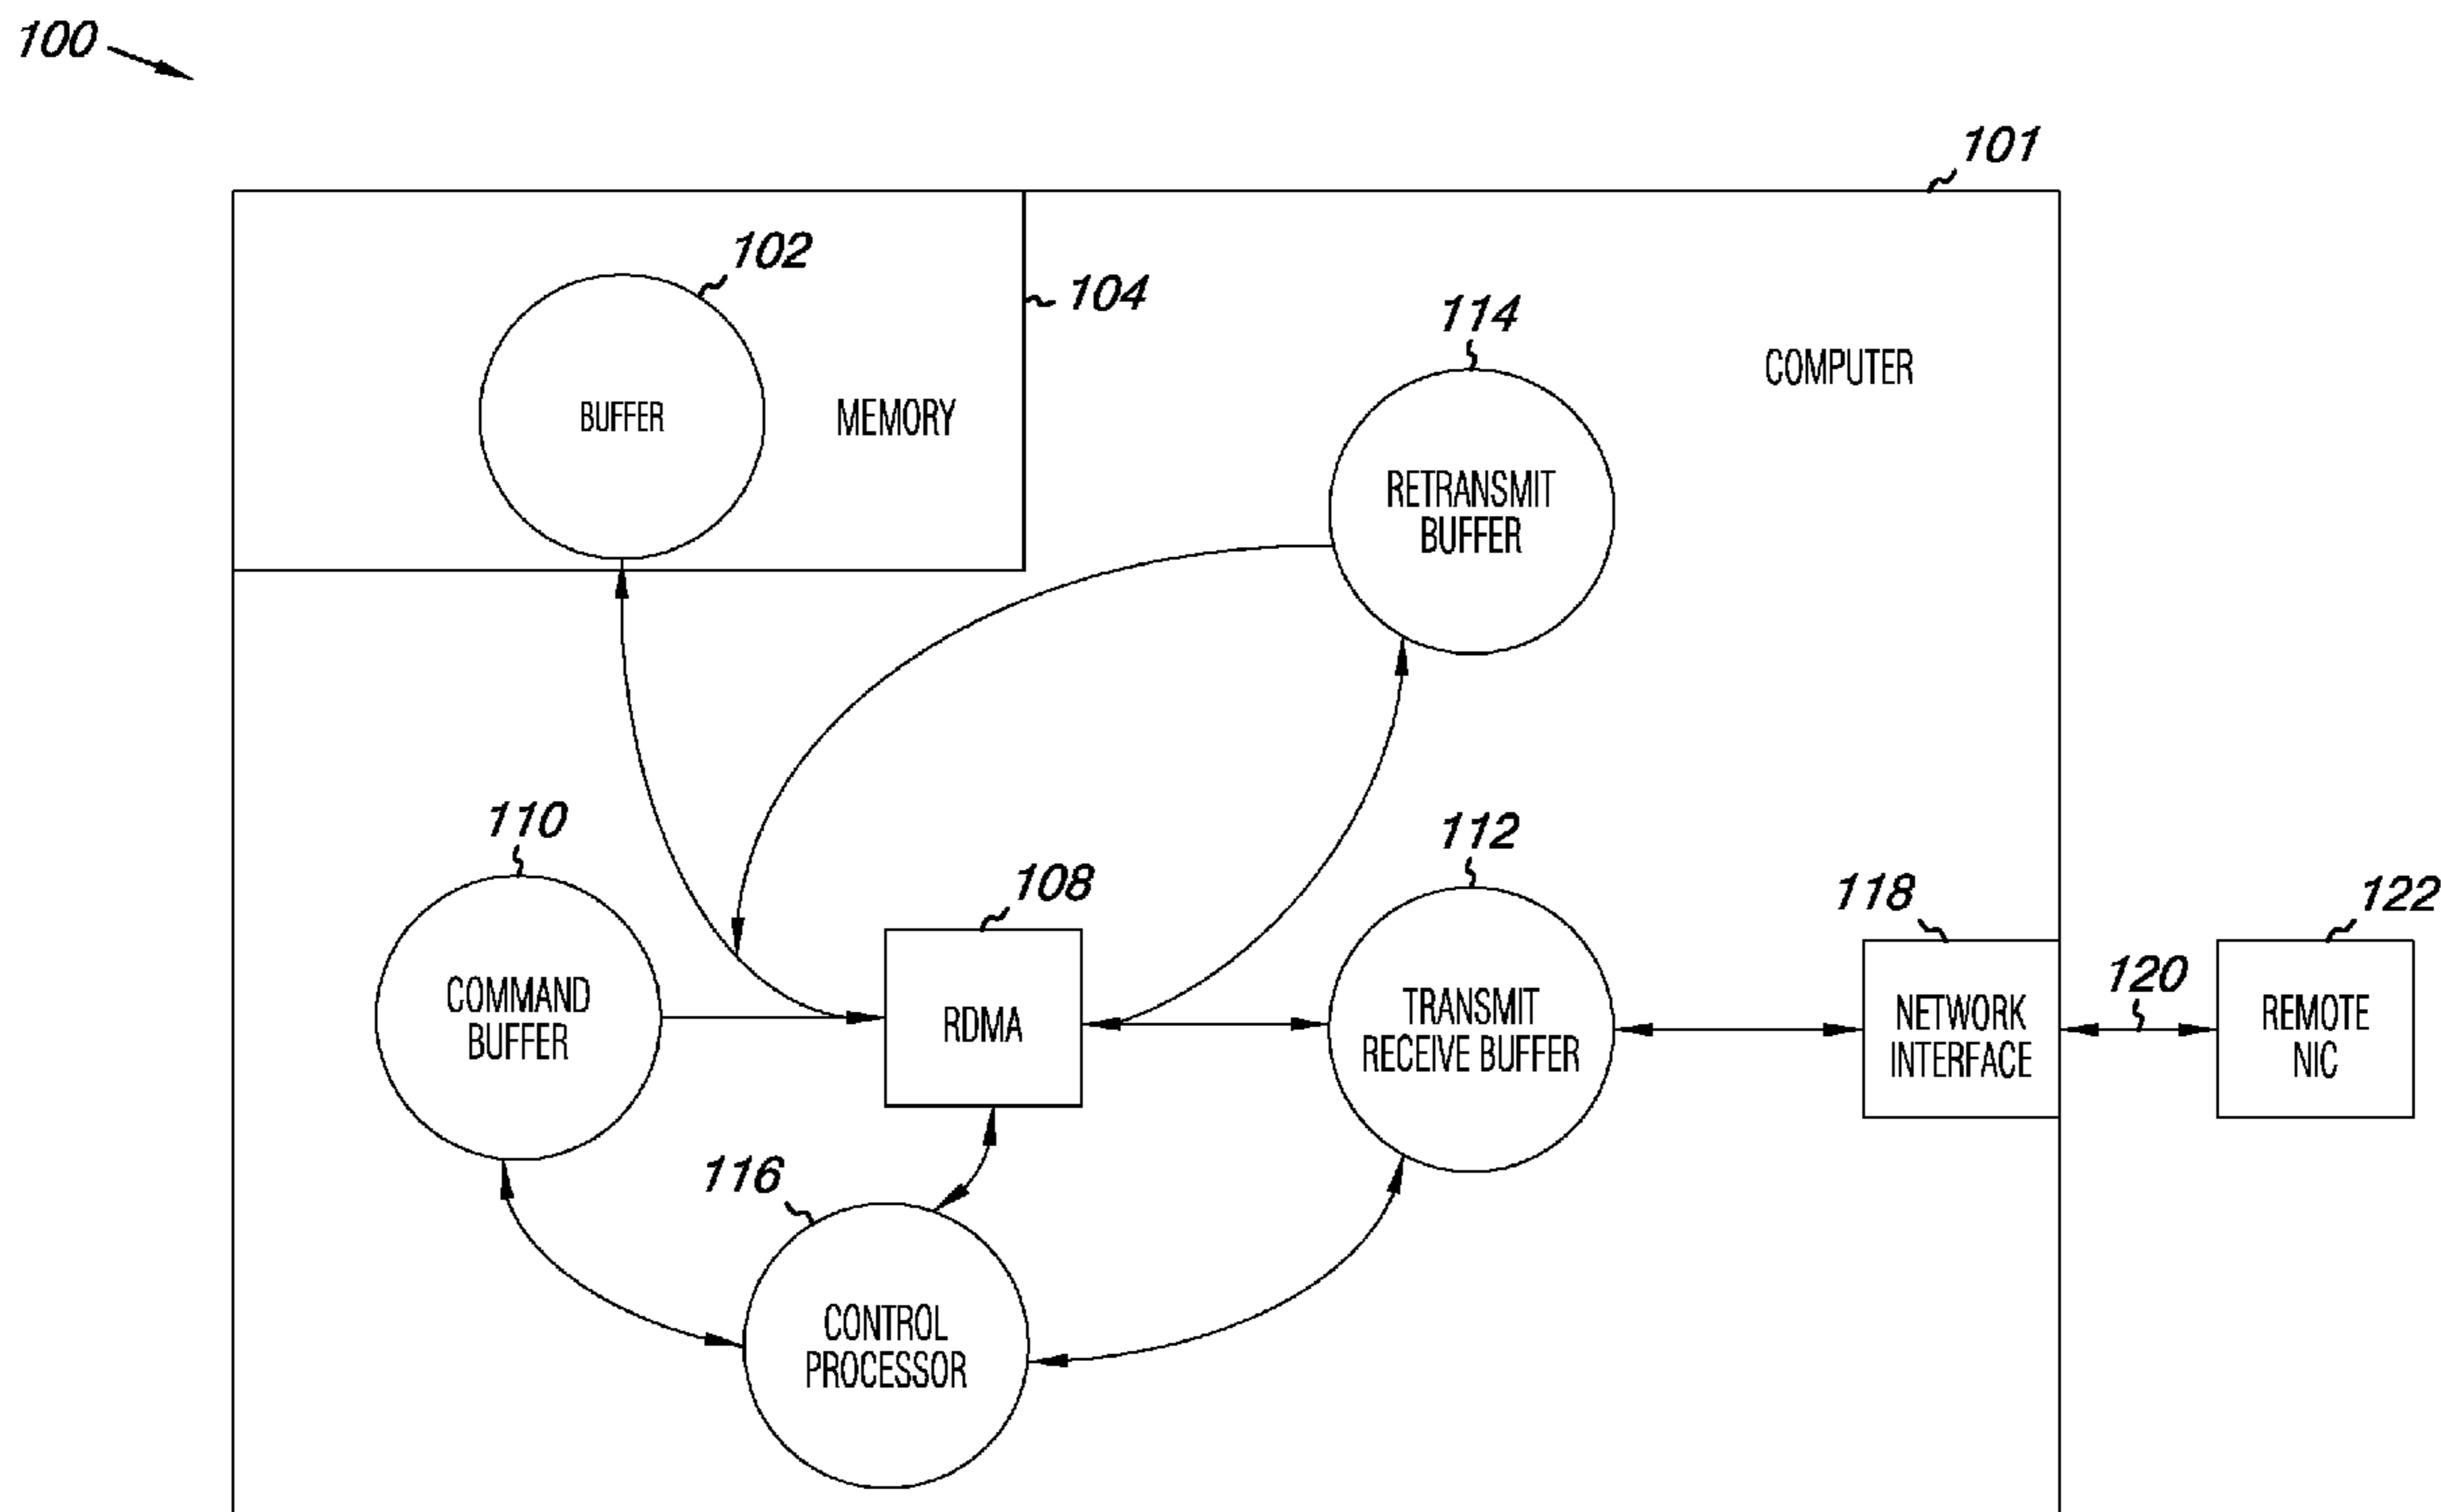 100
101
102
104
BUFFER
MEMORY
114
COMPUTER
RETRANSMIT
BUFFER
110
112
108
118
122
COMMAND
BUFFER
RDMA
TRANSMIT
RECEIVE BUFFER
NETWORK
INTERFACE
120
REMOTE
NIC
116
CONTROL
PROCESSOR